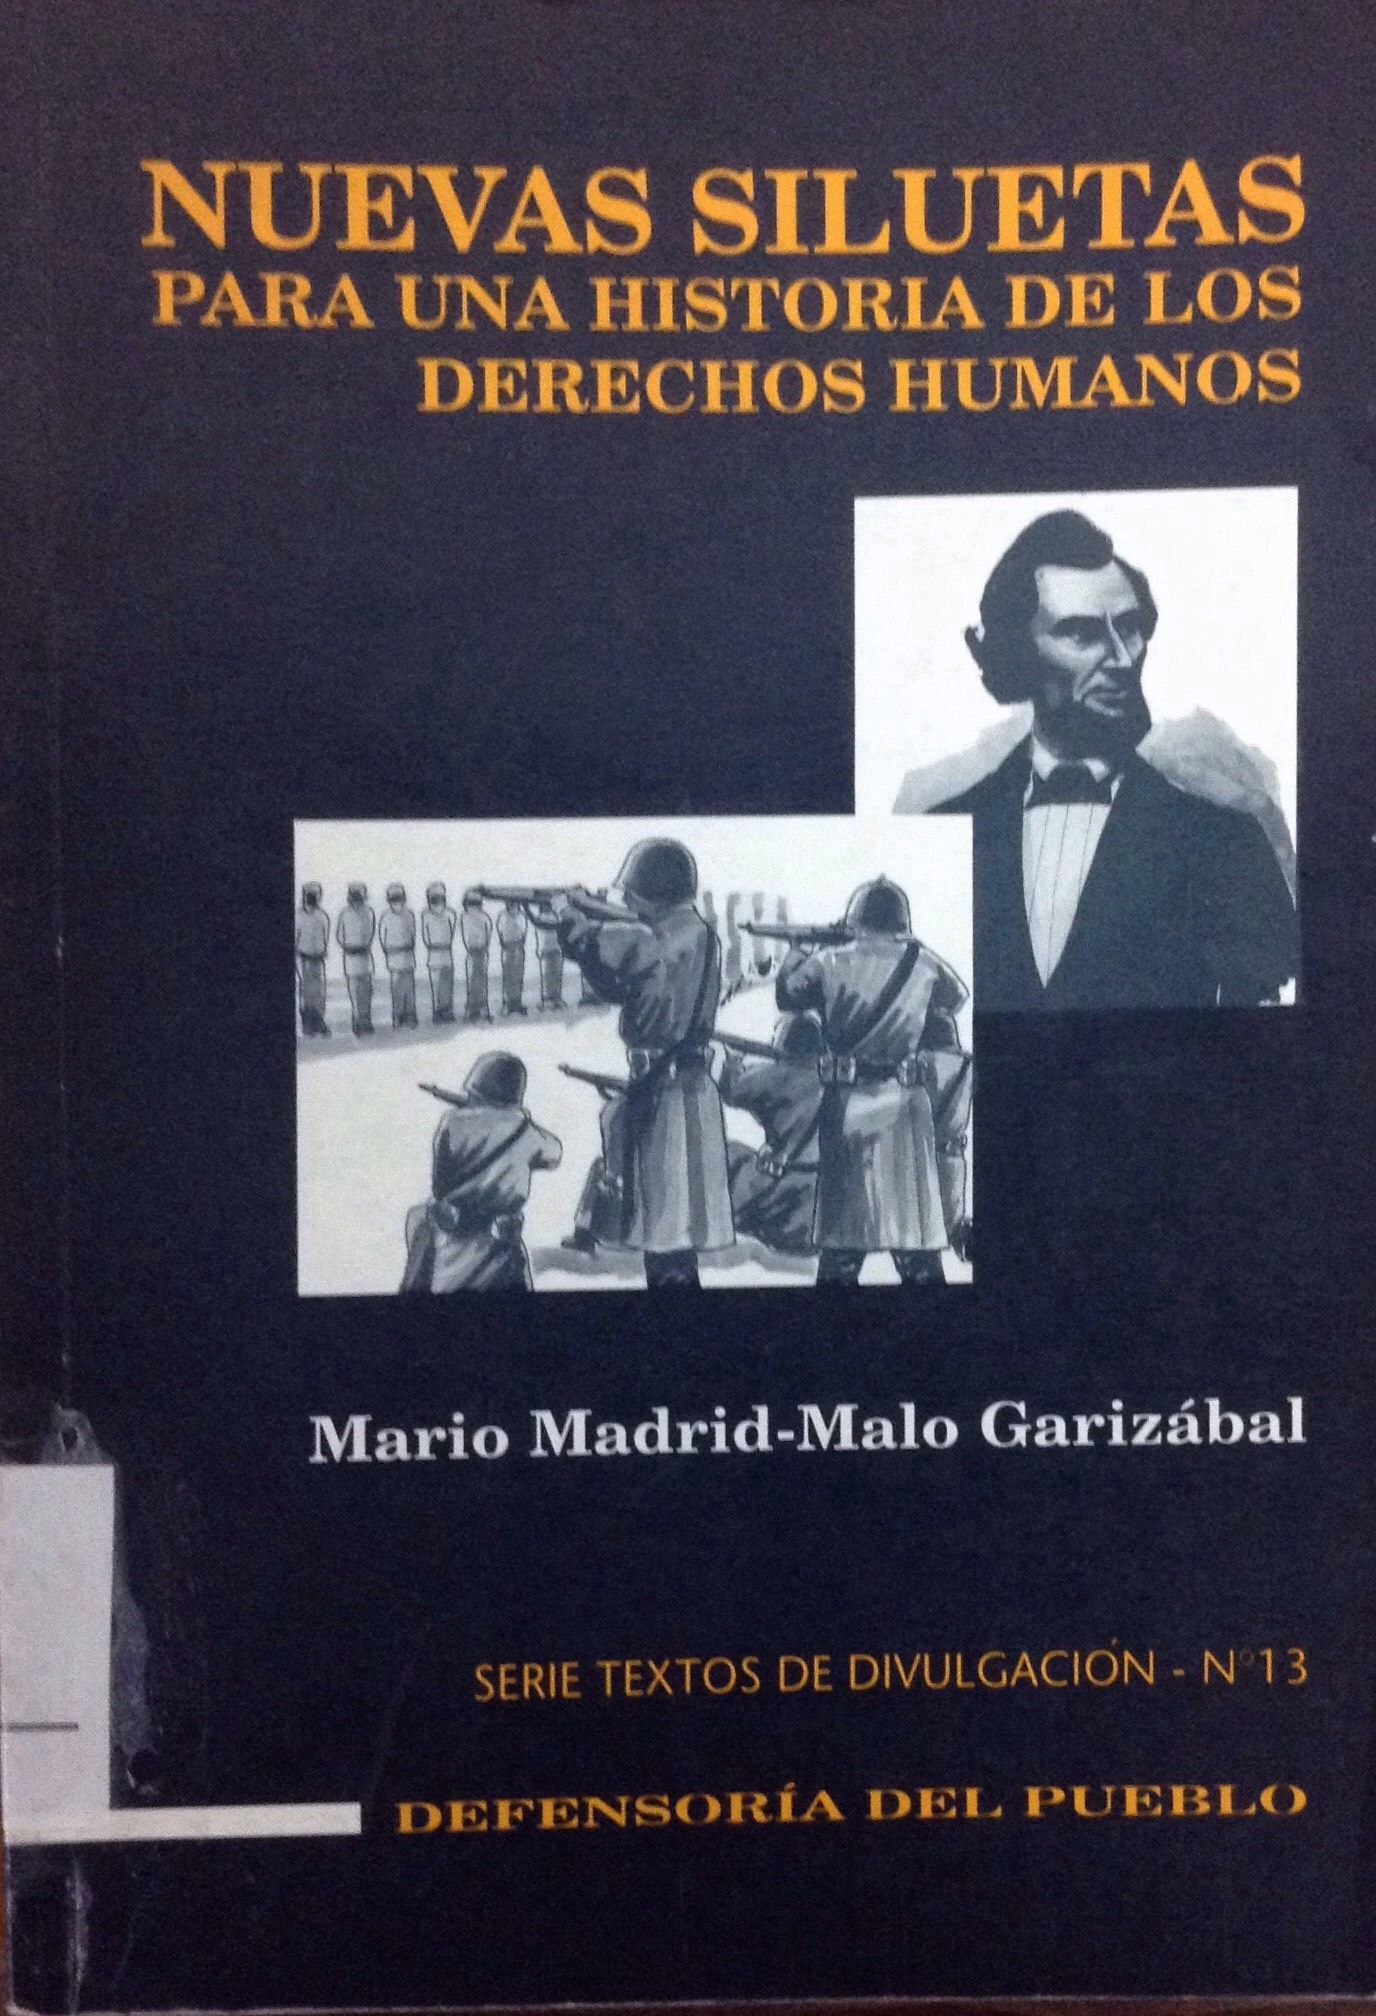 NUEVAS SILUETAS
PARA UNA HISTORIA DE LOS
DERECHOS HUMANOS
Mario Madrid-Malo Garizábal
SERIE TEXTOS DE DIVULGACIÓN - N°13
DEFENSORÍA DEL PUEBLO